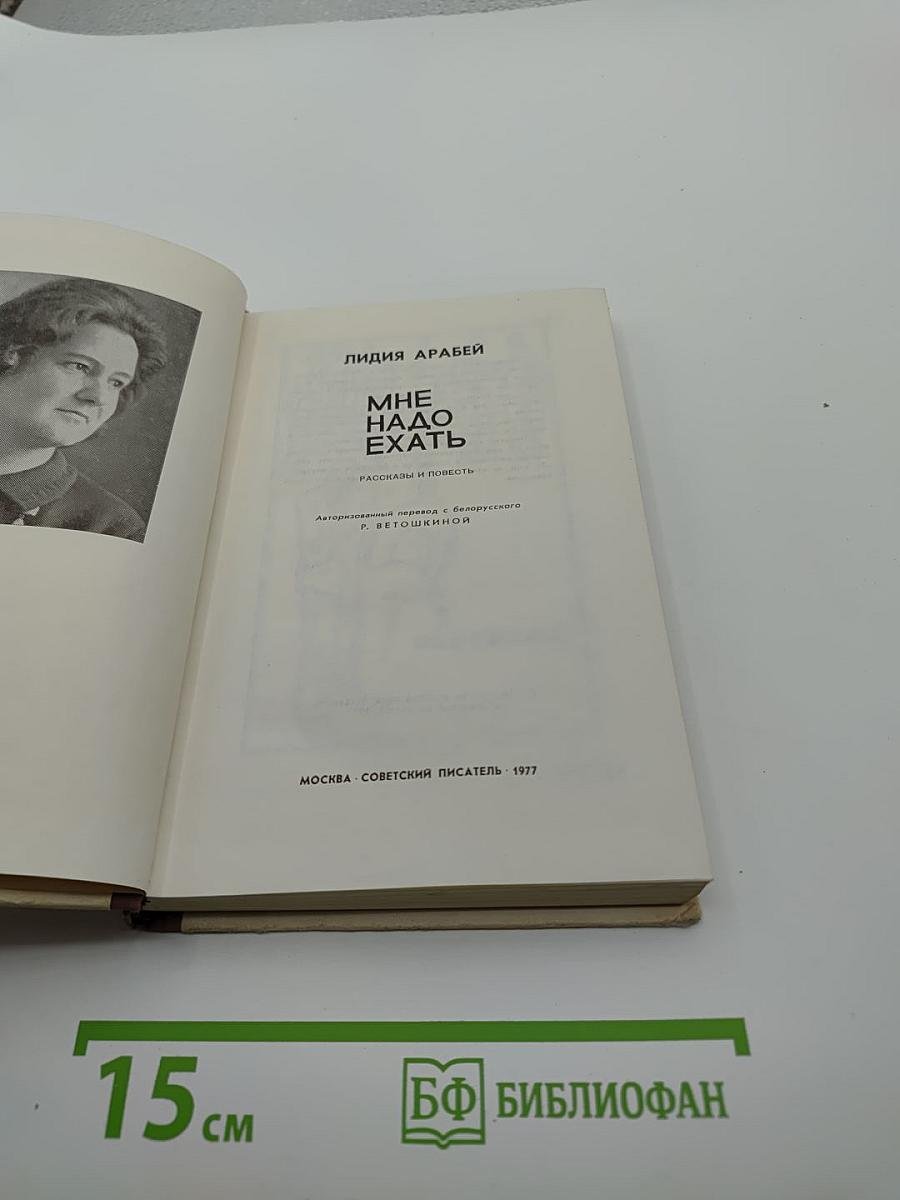 ЛИДИЯ АРАБЕЙ
МНЕ
НАДО
ЕХАТЬ
РАССКАЗЫ И ПОВЕСТЬ
Авторизованный перевод с белорусского
Р. ВЕТОШКИНОЙ
МОСКВА · СОВЕТСКИЙ ПИСАТЕЛЬ · 1977
15 см
БФ БИБЛИОФАН